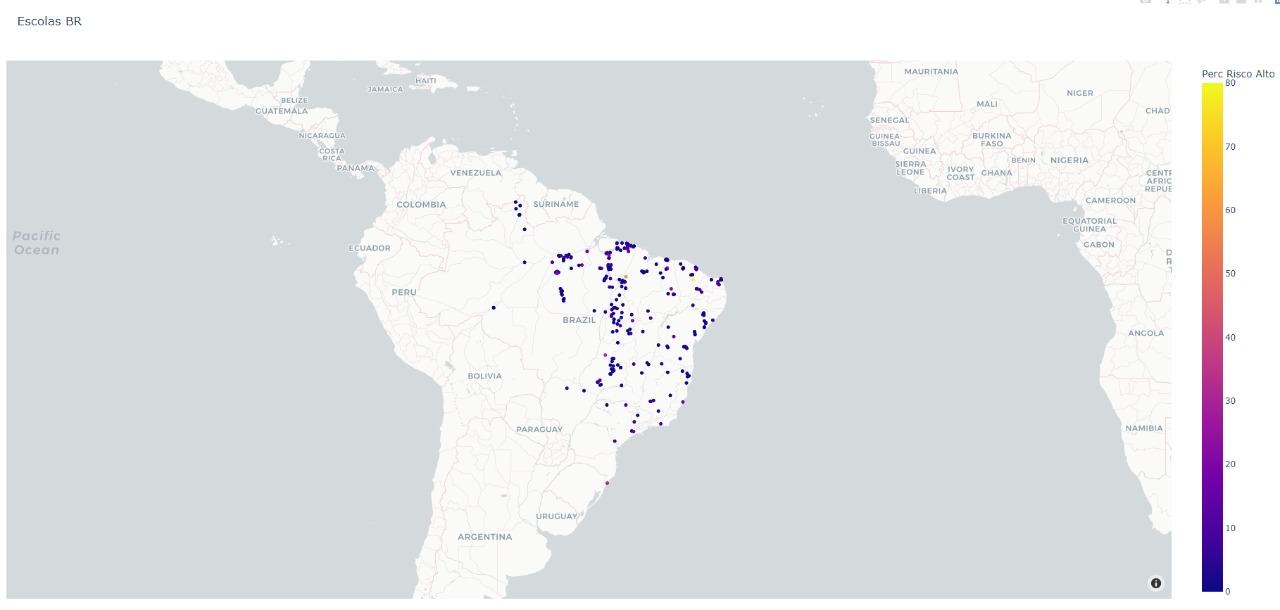 Escolas BR
Perc Risco Alto
80
70
60
50
40
30
20
10
0
HAITI
JAMAICA
BELIZE
GUATEMALA
NICARAGUA
COSTA
RICA
PANAMA
VENEZUELA
COLOMBIA
SURINAME
Pacific
Ocean
ECUADOR
PERU
BRAZIL
BOLIVIA
PARAGUAY
URUGUAY
ARGENTINA
MAURITANIA
MALI
NIGER
CHAD
SENEGAL
GUINEA
BISSAU
GUINEA
BURKINA
FASO
BENIN
NIGERIA
SIERRA
LEONE
IVORY
COAST
GHANA
LIBERIA
CENTR
AFRIC
REPUE
CAMEROON
EQUATORIAL
GUINEA
GABON
D
R
T
ANGOLA
NAMIBIA